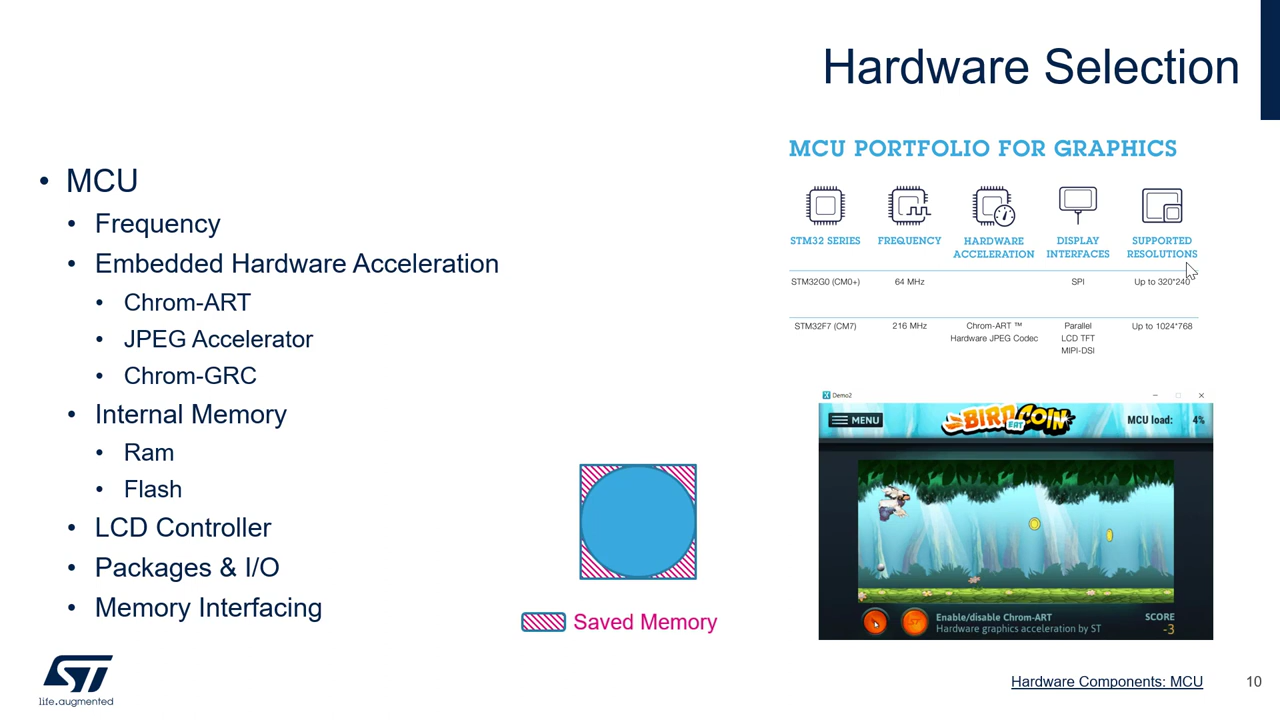 Hardware Selection
• MCU
• Frequency
• Embedded Hardware Acceleration
• Chrom-ART
• JPEG Accelerator
• Chrom-GRC
• Internal Memory
• Ram
• Flash
• LCD Controller
• Packages & I/O
• Memory Interfacing
Saved Memory
MCU PORTFOLIO FOR GRAPHICS
STM32 SERIES FREQUENCY HARDWARE ACCELERATION DISPLAY INTERFACES SUPPORTED RESOLUTIONS
STM32G0 (CM0+) 64 MHz SPI Up to 320*240
STM32F7 (CM7) 216 MHz Chrom-ART ™ Parallel Up to 1024*768
Hardware JPEG Codec LCD TFT
MIPI-DSI
Demo2
MENU BIRD EAT COIN MCU load: 4%
ST Enable/disable Chrom-ART SCORE
Hardware graphics acceleration by ST -3
ST
life.augmented
Hardware Components: MCU 10